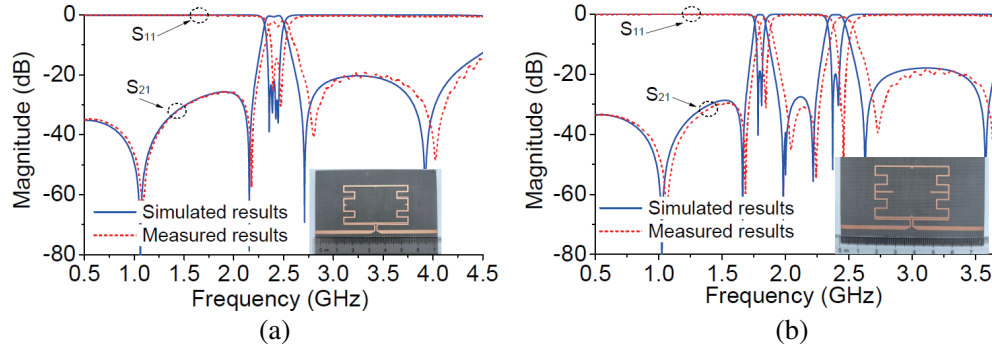 0
-20
-40
-60
-80
Magnitude (dB)
S11
S21
Simulated results
Measured results
0.5 1.0 1.5 2.0 2.5 3.0 3.5 4.0 4.5
Frequency (GHz)
(a)
0
-20
-40
-60
-80
Magnitude (dB)
S11
S21
Simulated results
Measured results
0.5 1.0 1.5 2.0 2.5 3.0 3.5
Frequency (GHz)
(b)